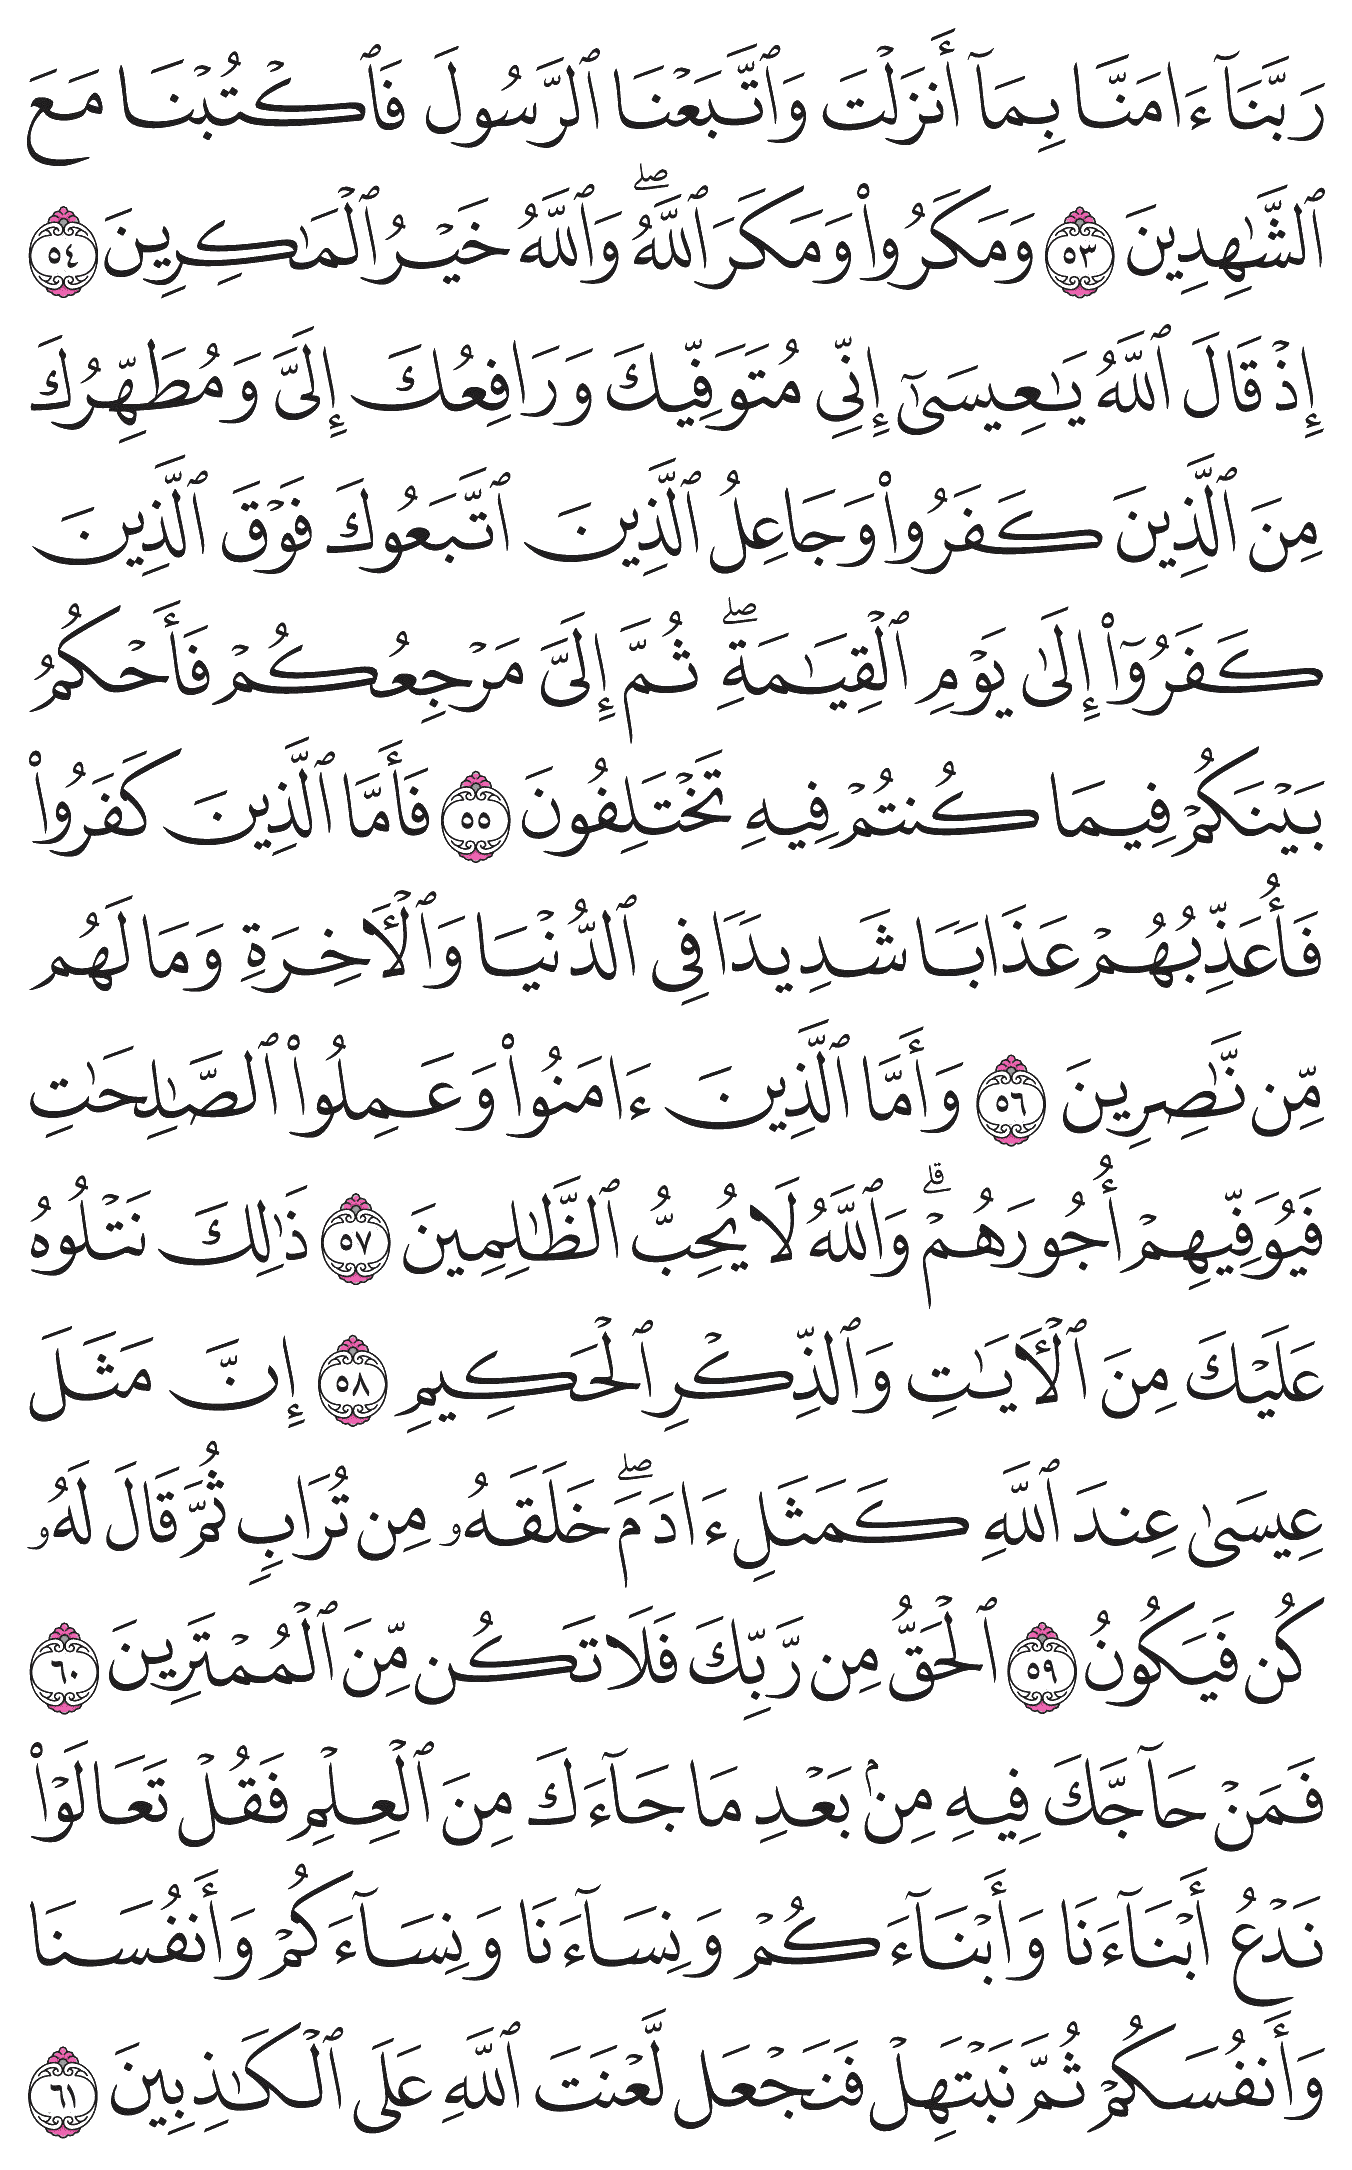 رَبَّنَآ ءَامَنَّا بِمَآ أَنزَلْتَ وَٱتَّبَعْنَا ٱلرَّسُولَ فَٱكْتُبْنَا مَعَ
ٱلشَّٰهِدِينَ ٥٣ وَمَكَرُوا۟ وَمَكَرَ ٱللَّهُۖ وَٱللَّهُ خَيْرُ ٱلْمَٰكِرِينَ ٥٤
إِذْ قَالَ ٱللَّهُ يَٰعِيسَىٰٓ إِنِّى مُتَوَفِّيكَ وَرَافِعُكَ إِلَىَّ وَمُطَهِّرُكَ
مِنَ ٱلَّذِينَ كَفَرُوا۟ وَجَاعِلُ ٱلَّذِينَ ٱتَّبَعُوكَ فَوْقَ ٱلَّذِينَ
كَفَرُوٓا۟ إِلَىٰ يَوْمِ ٱلْقِيَٰمَةِۖ ثُمَّ إِلَىَّ مَرْجِعُكُمْ فَأَحْكُمُ
بَيْنَكُمْ فِيمَا كُنتُمْ فِيهِ تَخْتَلِفُونَ ٥٥ فَأَمَّا ٱلَّذِينَ كَفَرُوا۟
فَأُعَذِّبُهُمْ عَذَابًا شَدِيدًا فِى ٱلدُّنْيَا وَٱلْأَخِرَةِ وَمَا لَهُم
مِّن نَّٰصِرِينَ ٥٦ وَأَمَّا ٱلَّذِينَ ءَامَنُوا۟ وَعَمِلُوا۟ ٱلصَّٰلِحَٰتِ
فَيُوَفِّيهِمْ أُجُورَهُمْۗ وَٱللَّهُ لَا يُحِبُّ ٱلظَّٰلِمِينَ ٥٧ ذَٰلِكَ نَتْلُوهُ
عَلَيْكَ مِنَ ٱلْأَيَٰتِ وَٱلذِّكْرِ ٱلْحَكِيمِ ٥٨ إِنَّ مَثَلَ
عِيسَىٰ عِندَ ٱللَّهِ كَمَثَلِ ءَادَمَۖ خَلَقَهُۥ مِن تُرَابٍ ثُمَّ قَالَ لَهُۥ
كُن فَيَكُونُ ٥٩ ٱلْحَقُّ مِن رَّبِّكَ فَلَا تَكُن مِّنَ ٱلْمُمْتَرِينَ ٦٠
فَمَنْ حَآجَّكَ فِيهِ مِنۢ بَعْدِ مَا جَآءَكَ مِنَ ٱلْعِلْمِ فَقُلْ تَعَالَوْا۟
نَدْعُ أَبْنَآءَنَا وَأَبْنَآءَكُمْ وَنِسَآءَنَا وَنِسَآءَكُمْ وَأَنفُسَنَا
وَأَنفُسَكُمْ ثُمَّ نَبْتَهِلْ فَنَجْعَل لَّعْنَتَ ٱللَّهِ عَلَى ٱلْكَٰذِبِينَ ٦١